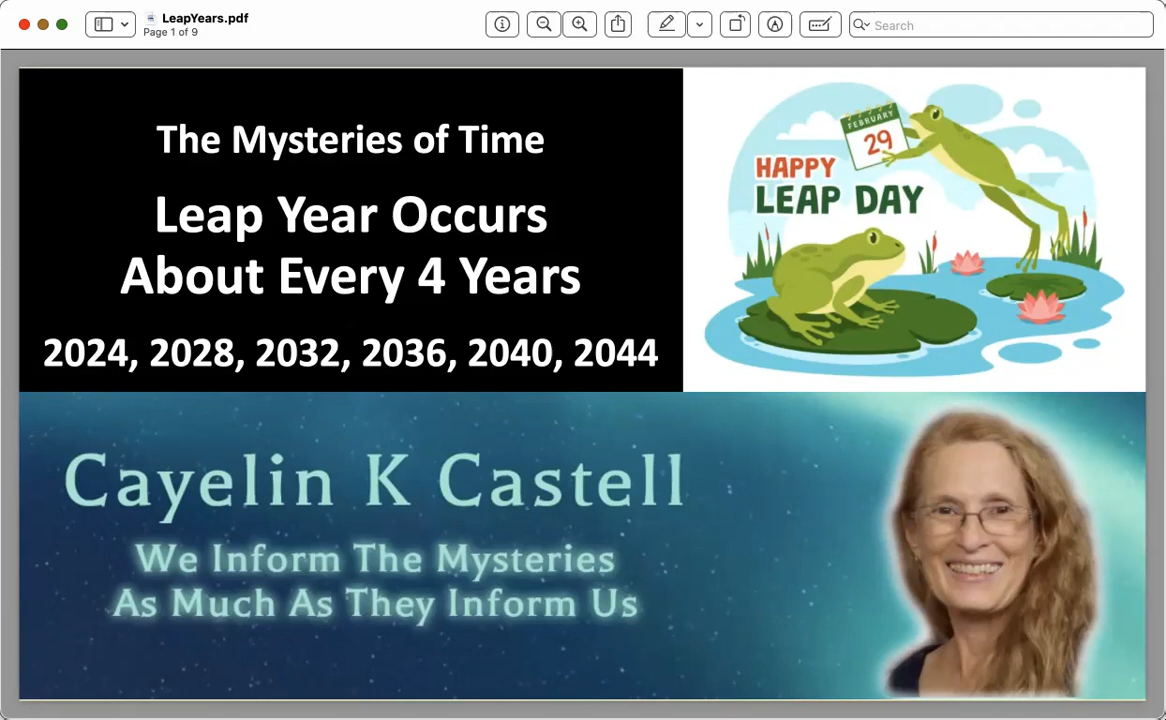 LeapYears.pdf
Page 1 of 9
Search
The Mysteries of Time
Leap Year Occurs
About Every 4 Years
2024, 2028, 2032, 2036, 2040, 2044
FEBRUARY
29
HAPPY
LEAP DAY
Cayelin K Castell
We Inform The Mysteries
As Much As They Inform Us